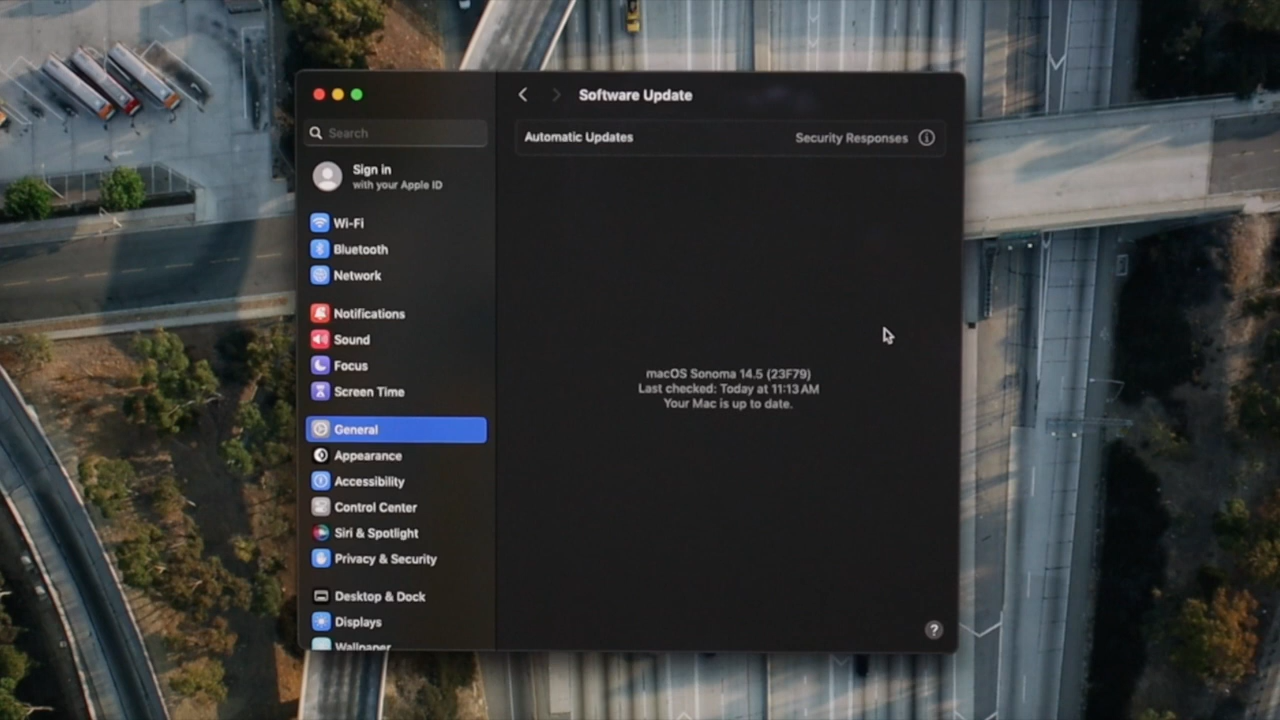 Software Update
Search
Automatic Updates
Security Responses
Sign in
with your Apple ID
Wi-Fi
Bluetooth
Network
Notifications
Sound
Focus
Screen Time
General
Appearance
Accessibility
Control Center
Siri & Spotlight
Privacy & Security
Desktop & Dock
Displays
Wallpaper
macOS Sonoma 14.5 (23F79)
Last checked: Today at 11:13 AM
Your Mac is up to date.
?